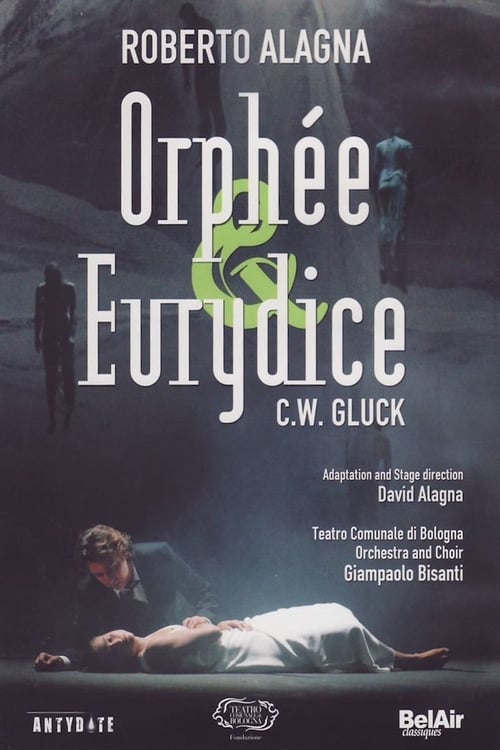 ROBERTO ALAGNA
Orphée
&
Eurydice
C.W. GLUCK
Adaptation and Stage direction
David Alagna
Teatro Comunale di Bologna
Orchestra and Choir
Giampaolo Bisanti
ANTYDOTE
TEATRO
COMUNALE di
BOLOGNA
Fondazione
BelAir
classiques